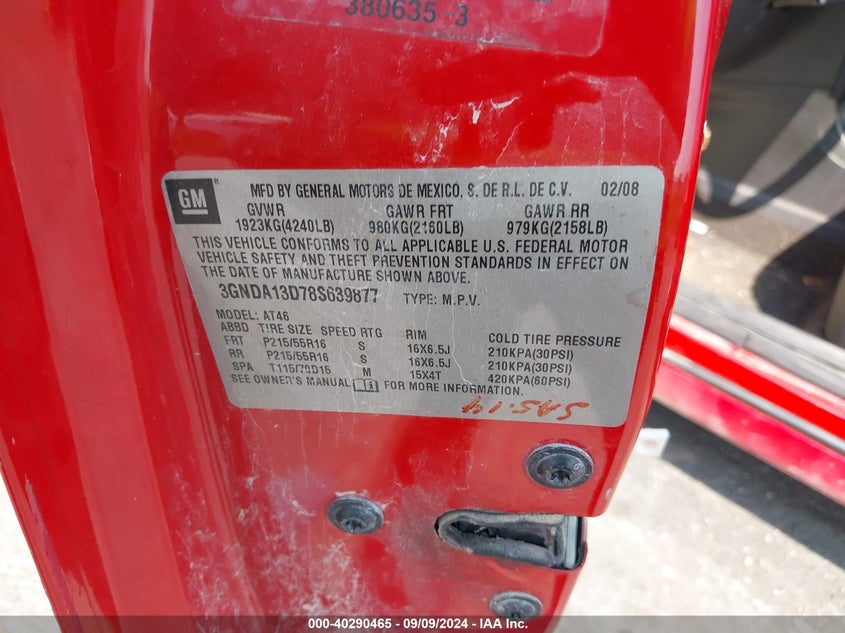 380635 3
GM
MFD BY GENERAL MOTORS DE MEXICO, S. DE R.L. DE C.V. 02/08
GVWR GAWR FRT GAWR RR
1923KG(4240LB) 980KG(2160LB) 979KG(2158LB)
THIS VEHICLE CONFORMS TO ALL APPLICABLE U.S. FEDERAL MOTOR
VEHICLE SAFETY AND THEFT PREVENTION STANDARDS IN EFFECT ON
THE DATE OF MANUFACTURE SHOWN ABOVE.
3GNDA13D78S639877 TYPE: M.P.V.
MODEL: AT46
ABBD TIRE SIZE SPEED RTG RIM COLD TIRE PRESSURE
FRT P215/55R16 S 16X6.5J 210KPA(30PSI)
RR P215/55R16 S 16X6.5J 210KPA(30PSI)
SPA T115/70D15 M 15X4T 420KPA(60PSI)
SEE OWNER'S MANUAL FOR MORE INFORMATION.
000-40290465 - 09/09/2024 - IAA Inc.